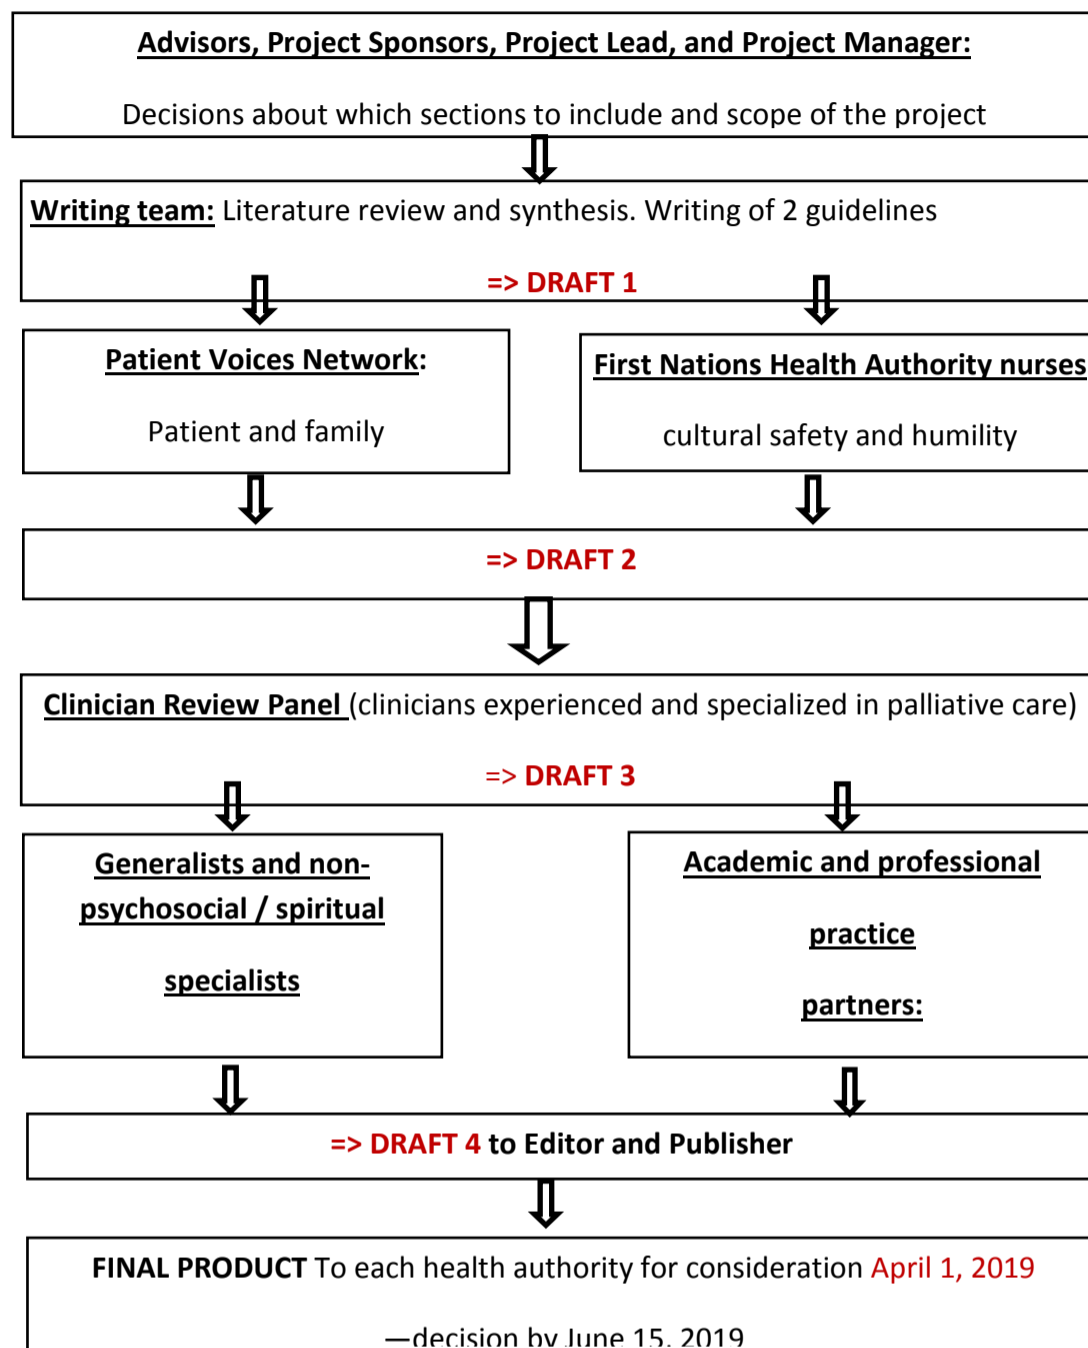 Advisors, Project Sponsors, Project Lead, and Project Manager:
Decisions about which sections to include and scope of the project
Writing team: Literature review and synthesis. Writing of 2 guidelines
=> DRAFT 1
Patient Voices Network:
Patient and family
First Nations Health Authority nurses
cultural safety and humility
=> DRAFT 2
Clinician Review Panel (clinicians experienced and specialized in palliative care)
=> DRAFT 3
Generalists and non-
psychosocial / spiritual
specialists
Academic and professional
practice
partners:
=> DRAFT 4 to Editor and Publisher
FINAL PRODUCT To each health authority for consideration April 1, 2019
—decision by June 15, 2019